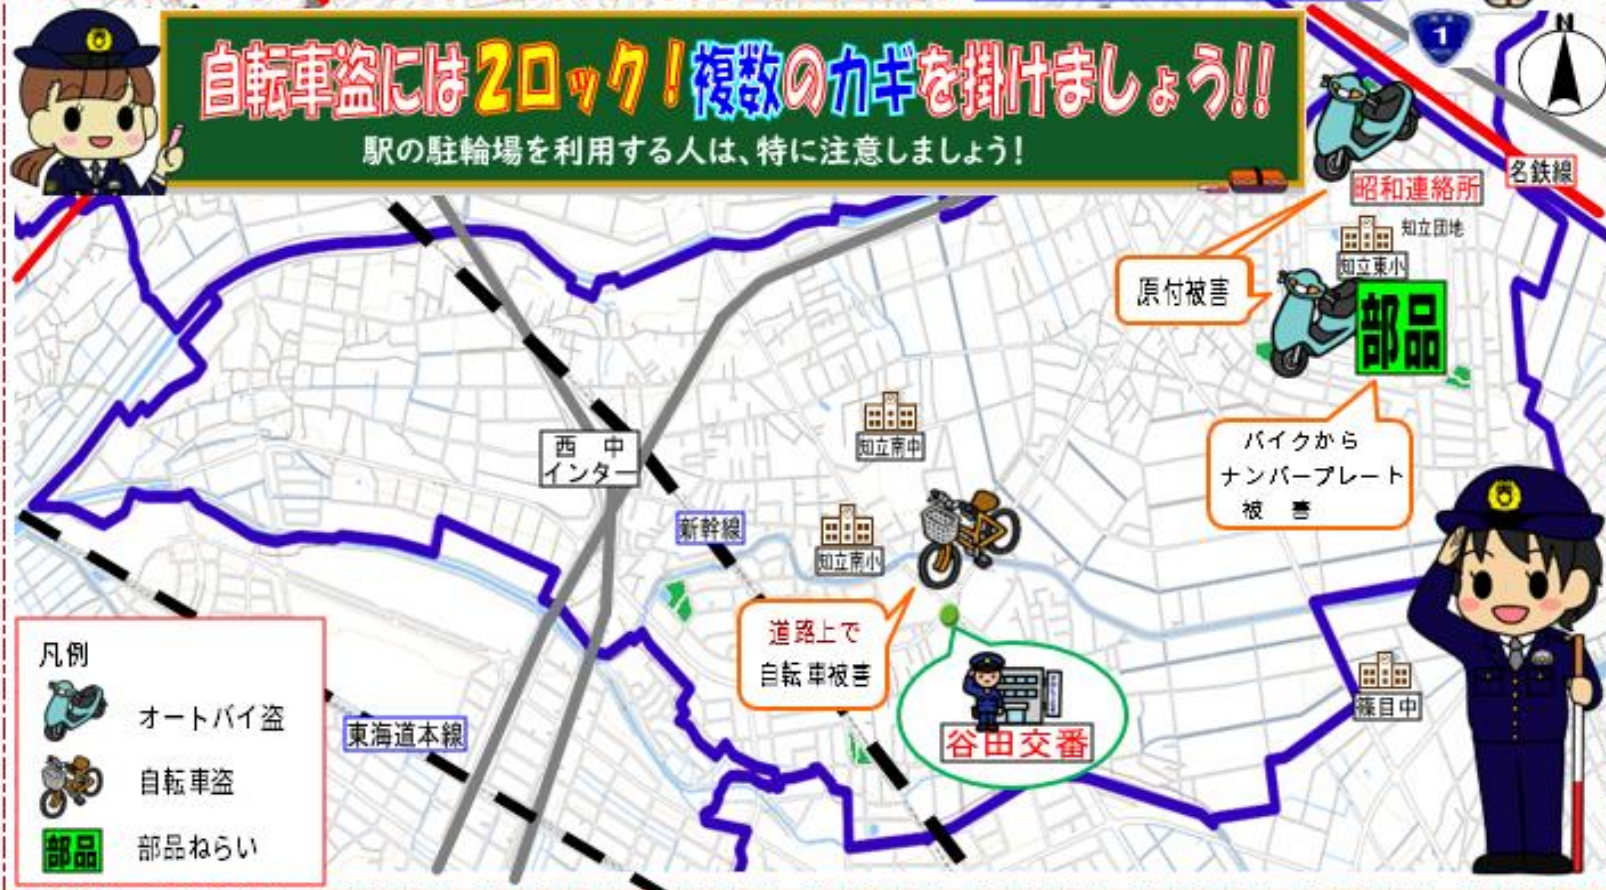 自転車盗には2ロック!複数のカギを掛けましょう!!
駅の駐輪場を利用する人は、特に注意しましょう!
N
1
名鉄線
昭和連絡所
知立団地
知立東小
原付被害
部品
バイクから
ナンバープレート
被 害
知立南中
西 中
インター
新幹線
知立南小
道路上で
自転車被害
谷田交番
篠目中
東海道本線
凡例
オートバイ盗
自転車盗
部品
部品ねらい